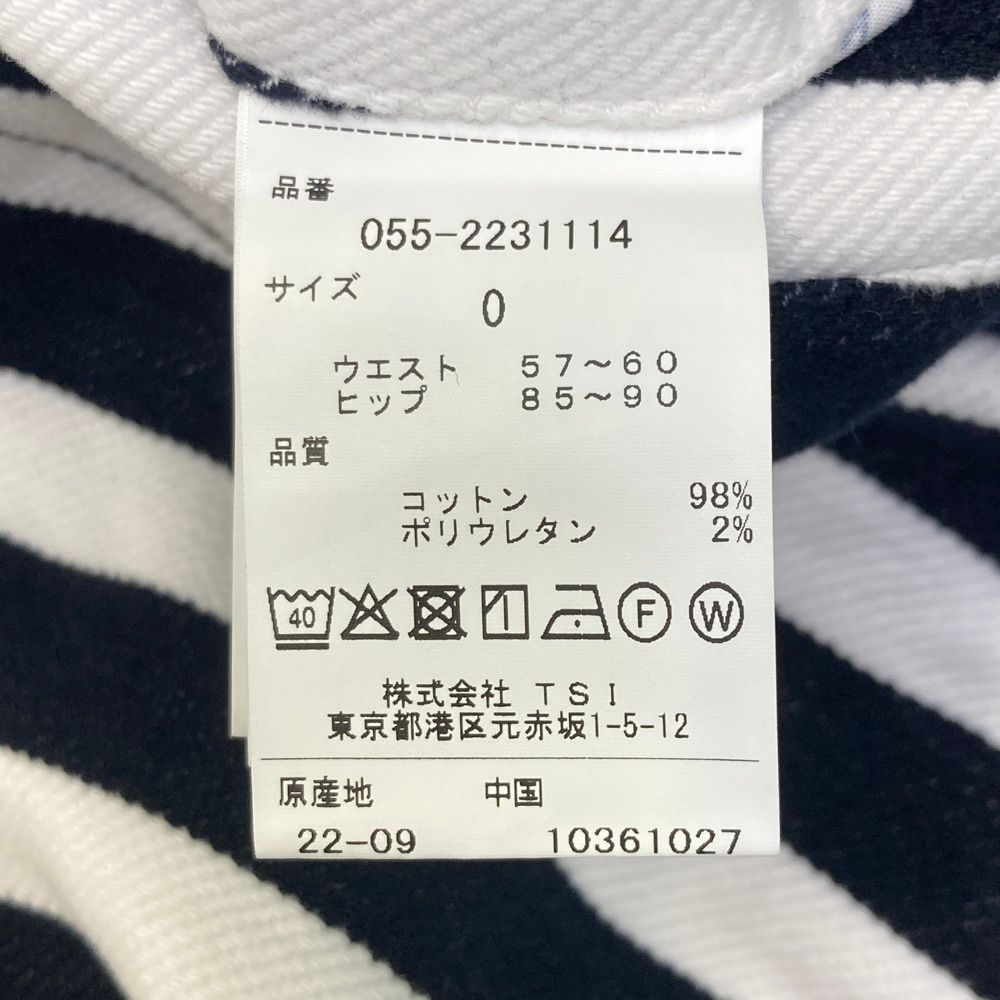 品番
055-2231114
サイズ
0
ウエスト 57～60
ヒップ 85～90
品質
コットン 98%
ポリウレタン 2%
40 F W
株式会社 TSI
東京都港区元赤坂1-5-12
原産地 中国
22-09 10361027